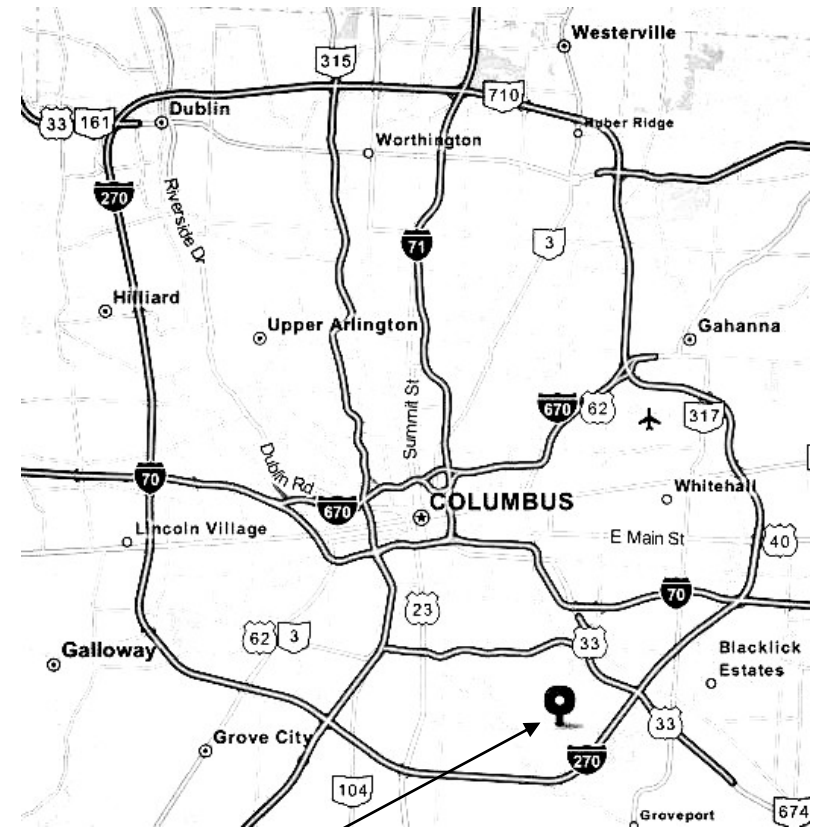 Westerville
315
710
33
161
Dublin
Huber Ridge
Worthington
270
Riverside Dr
71
3
Hilliard
Upper Arlington
Gahanna
670
62
317
Summit St
Dublin Rd
70
670
COLUMBUS
Whitehall
Lincoln Village
E Main St
40
70
23
62
3
33
Galloway
Blacklick
Estates
33
Grove City
270
104
674
Groveport